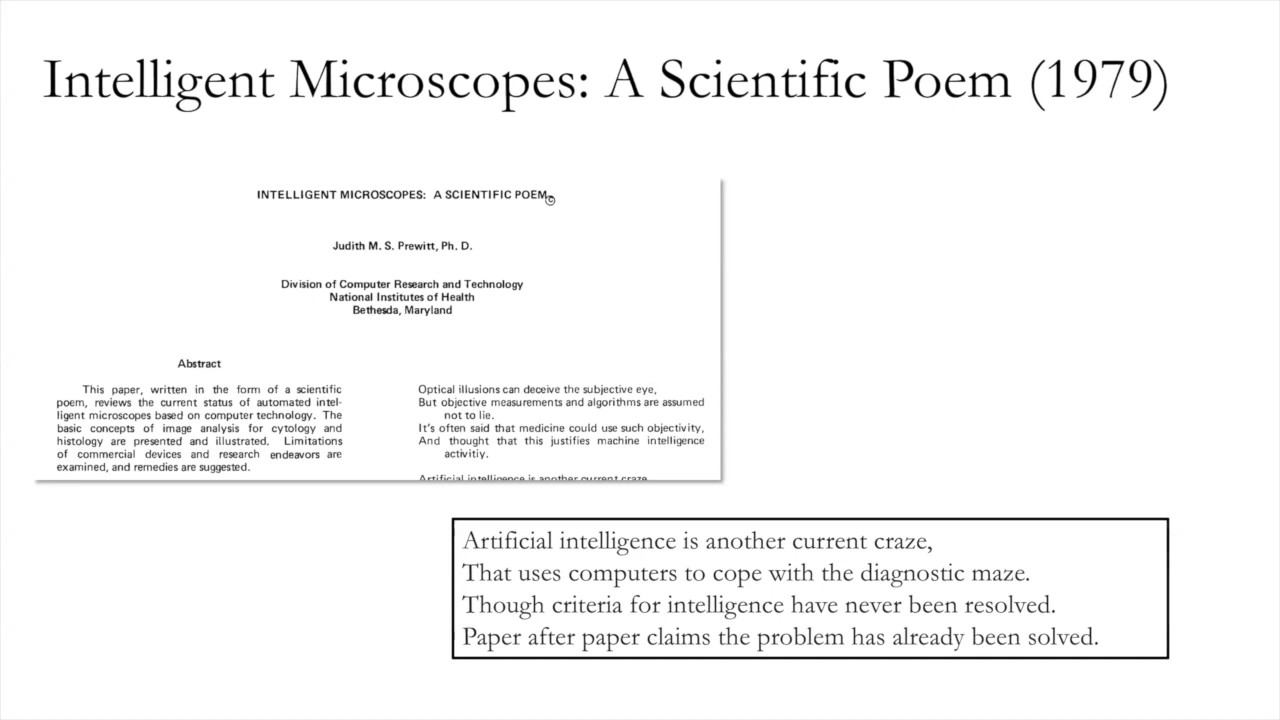 Intelligent Microscopes: A Scientific Poem (1979)
INTELLIGENT MICROSCOPES: A SCIENTIFIC POEM©
Judith M. S. Prewitt, Ph. D.
Division of Computer Research and Technology
National Institutes of Health
Bethesda, Maryland
Abstract
This paper, written in the form of a scientific
poem, reviews the current status of automated intel-
ligent microscopes based on computer technology. The
basic concepts of image analysis for cytology and
histology are presented and illustrated. Limitations
of commercial devices and research endeavors are
examined, and remedies are suggested.
Optical illusions can deceive the subjective eye,
But objective measurements and algorithms are assumed
not to lie.
It's often said that medicine could use such objectivity,
And thought that this justifies machine intelligence
activitiy.
Artificial intelligence is another current craze,
Artificial intelligence is another current craze,
That uses computers to cope with the diagnostic maze.
Though criteria for intelligence have never been resolved.
Paper after paper claims the problem has already been solved.